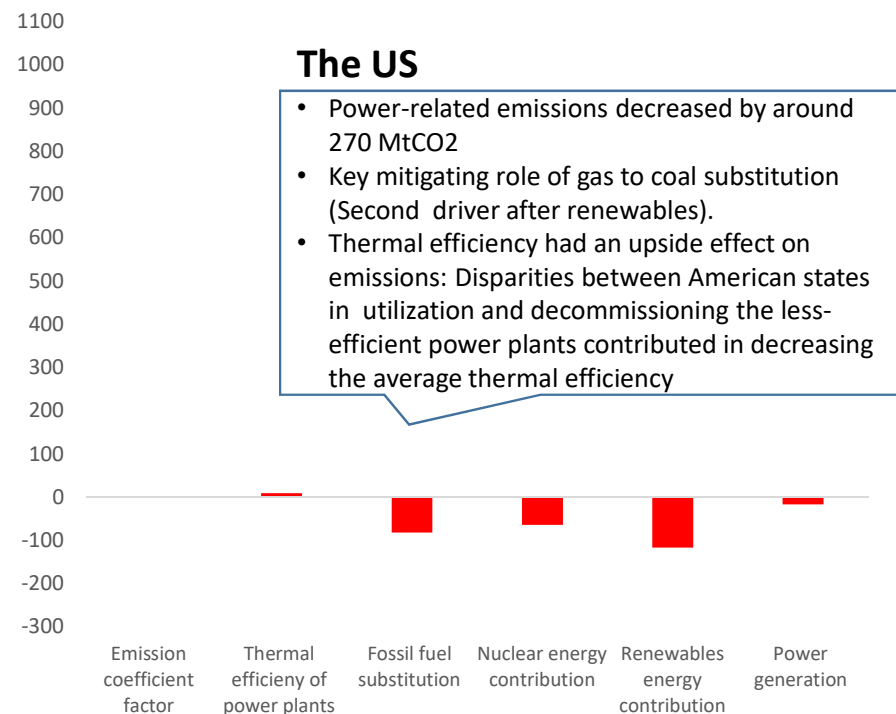 1100
1000
900
800
700
600
500
400
300
200
100
0
-100
-200
-300
The US
• Power-related emissions decreased by around
270 MtCO2
• Key mitigating role of gas to coal substitution
(Second driver after renewables).
• Thermal efficiency had an upside effect on
emissions: Disparities between American states
in utilization and decommissioning the less-
efficient power plants contributed in decreasing
the average thermal efficiency
Emission
coefficient
factor
Thermal
efficieny of
power plants
Fossil fuel
substitution
Nuclear energy
contribution
Renewables
energy
contribution
Power
generation